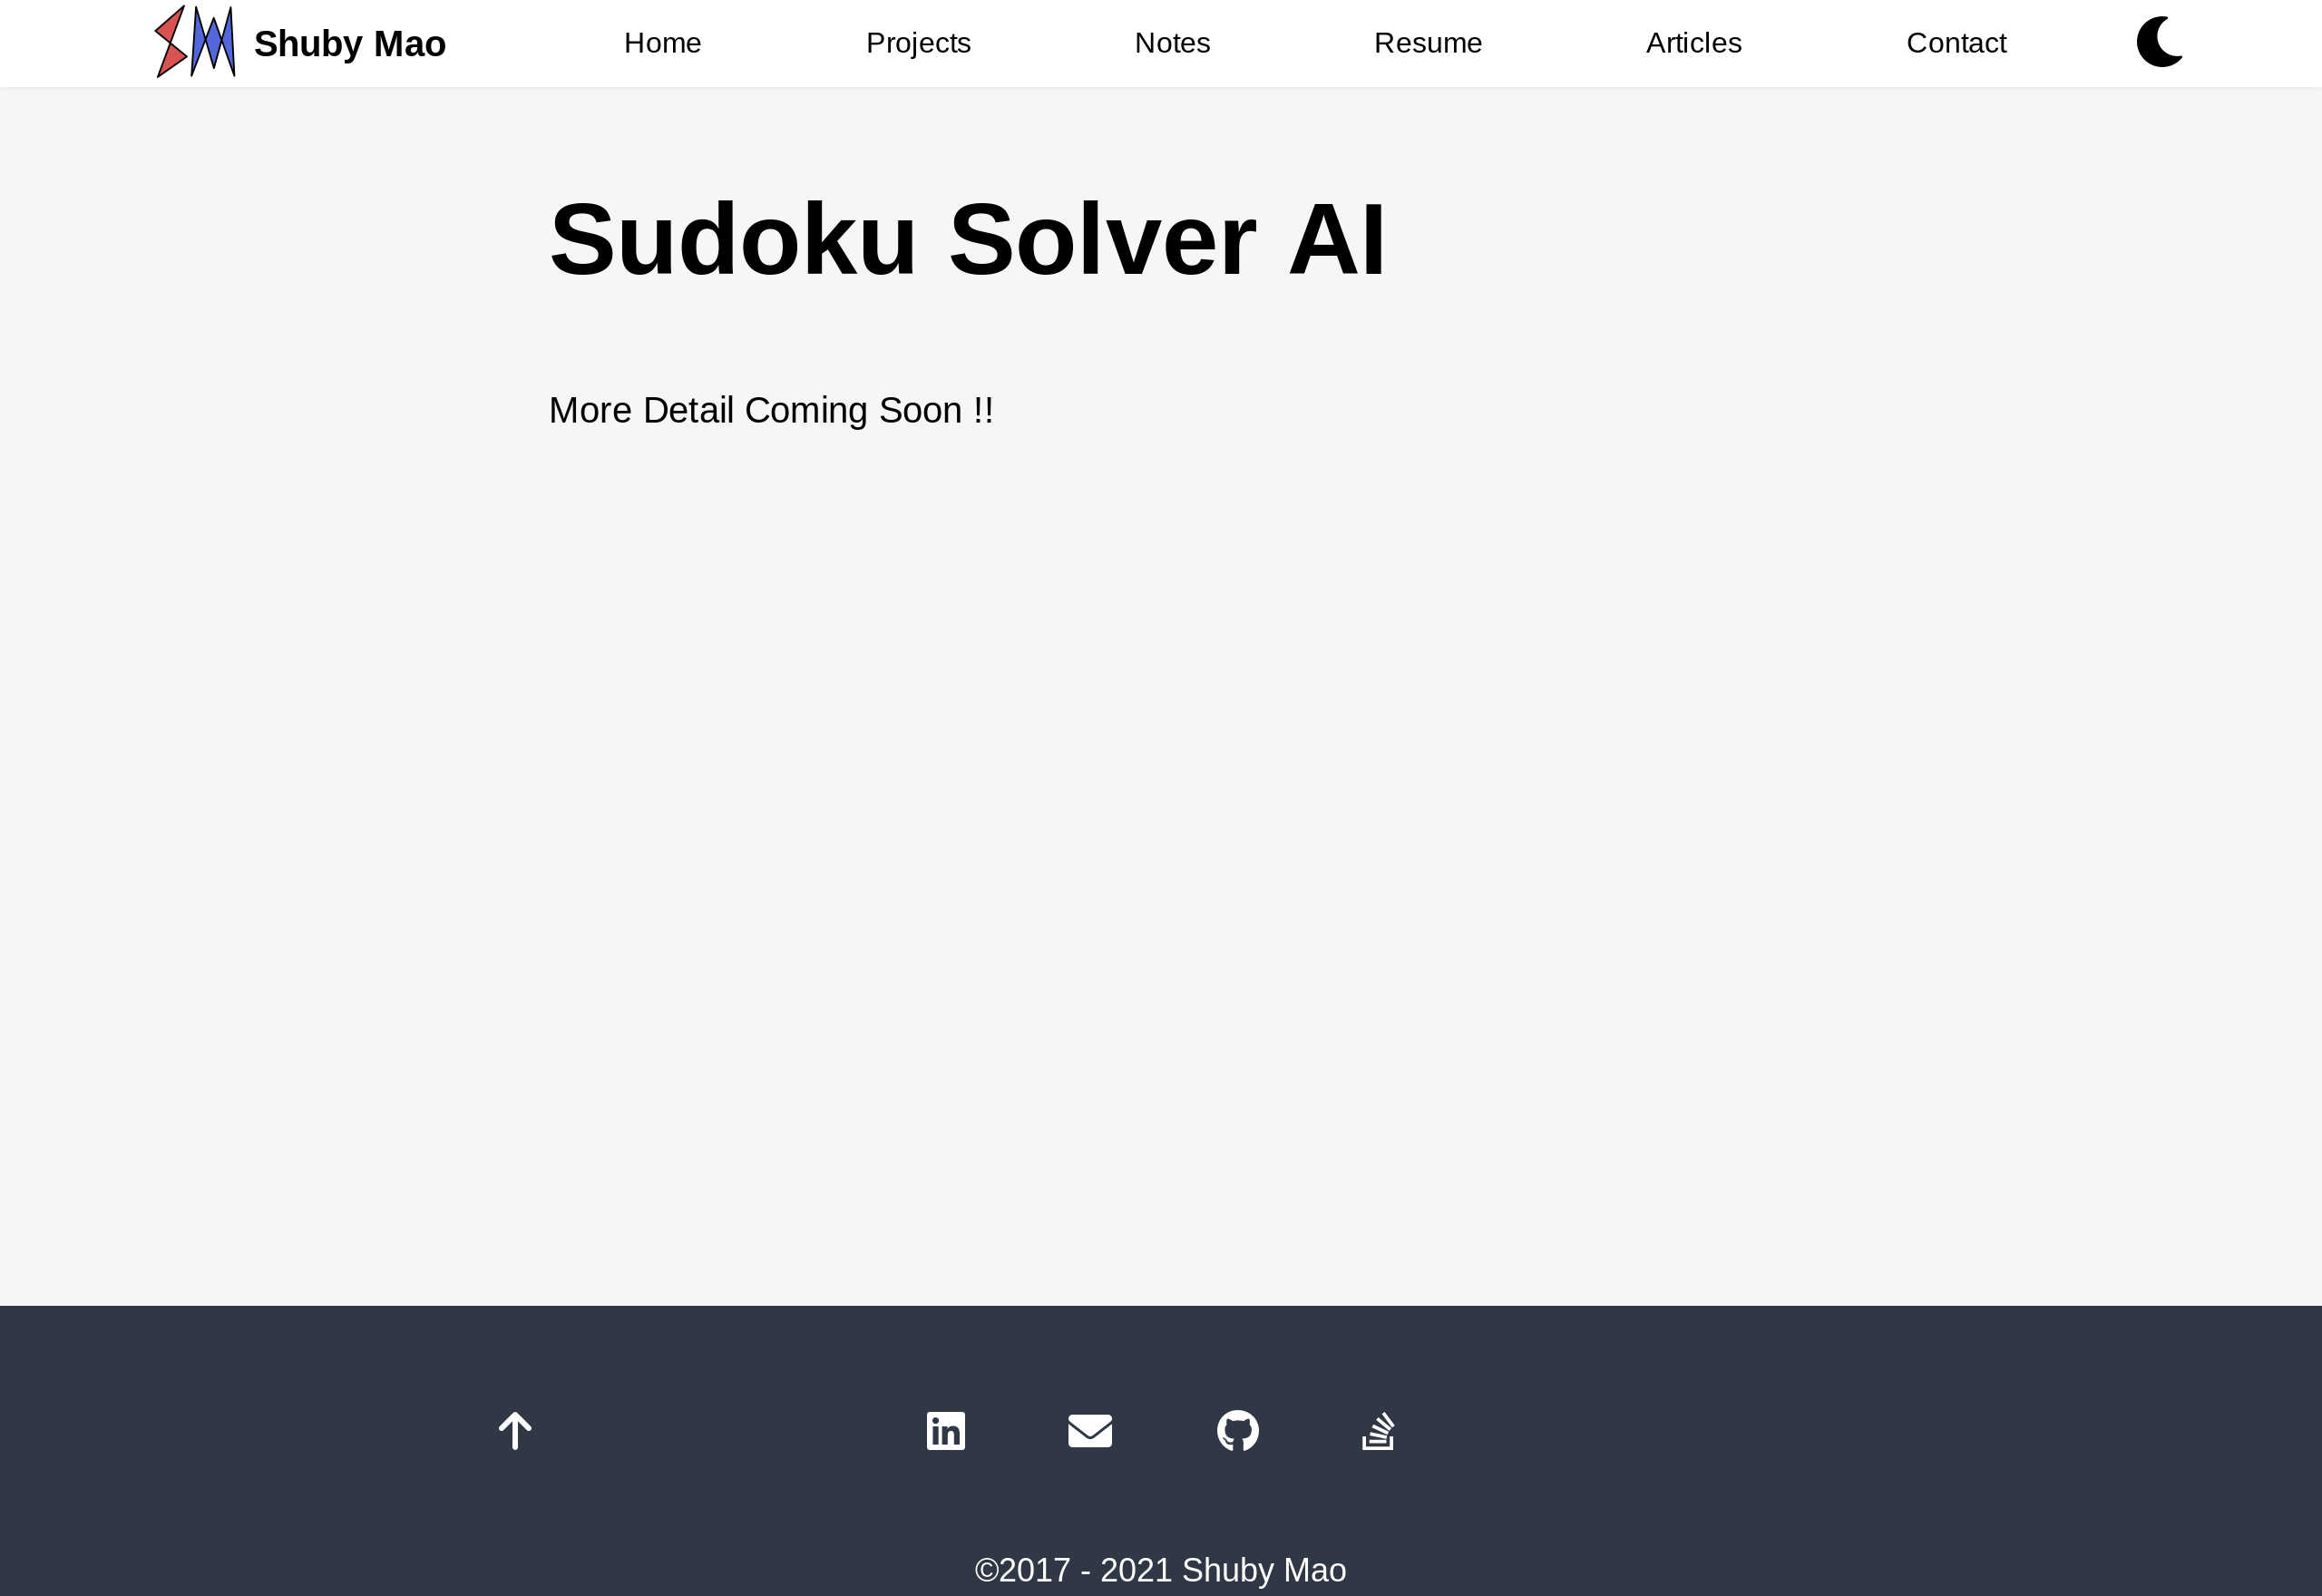 Shuby Mao
Home
Projects
Notes
Resume
Articles
Contact
Sudoku Solver AI
More Detail Coming Soon !!
©2017 - 2021 Shuby Mao